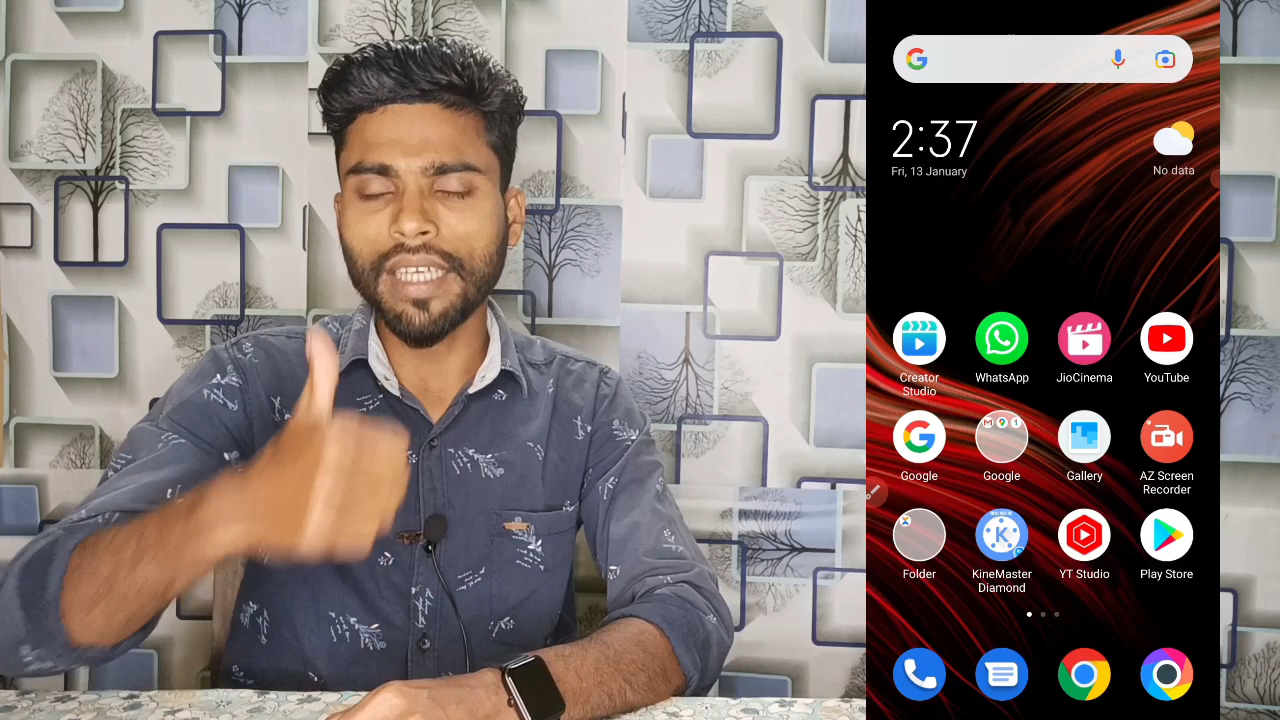 2:37
Fri, 13 January
No data
Creator
Studio
WhatsApp
JioCinema
YouTube
Google
Google
Gallery
AZ Screen
Recorder
Folder
KineMaster
Diamond
YT Studio
Play Store